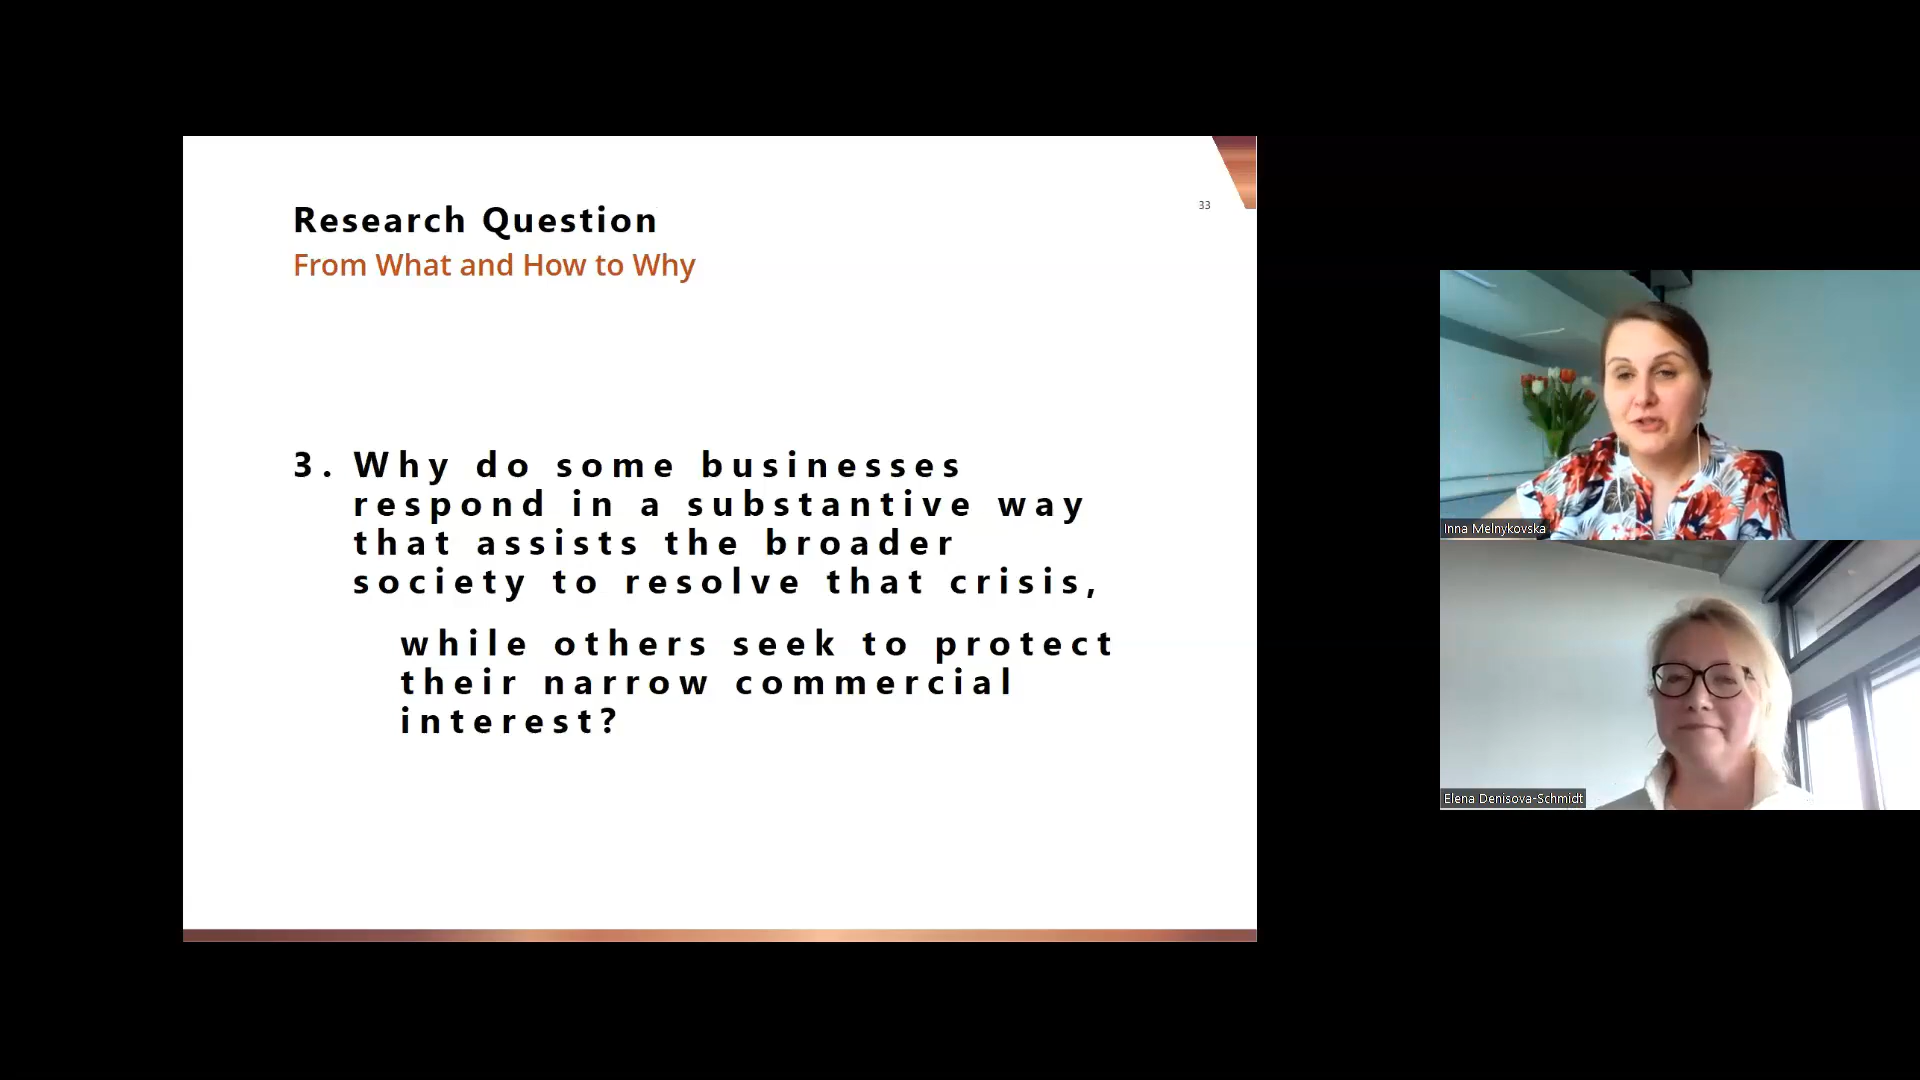 33
Research Question
From What and How to Why
3. Why do some businesses
respond in a substantive way
that assists the broader
society to resolve that crisis,
while others seek to protect
their narrow commercial
interest?
Inna Melnykovska
Elena Denisova-Schmidt